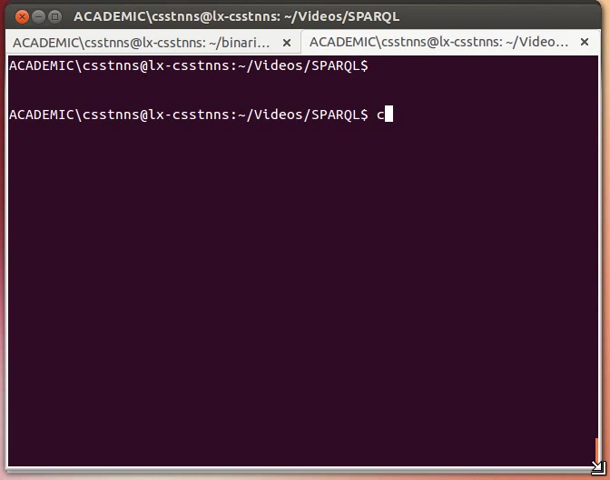 ACADEMIC\csstnns@lx-csstnns: ~/Videos/SPARQL
ACADEMIC\csstnns@lx-csstnns: ~/binari... ACADEMIC\csstnns@lx-csstnns: ~/Video...
ACADEMIC\csstnns@lx-csstnns:~/Videos/SPARQL$
ACADEMIC\csstnns@lx-csstnns:~/Videos/SPARQL$ c